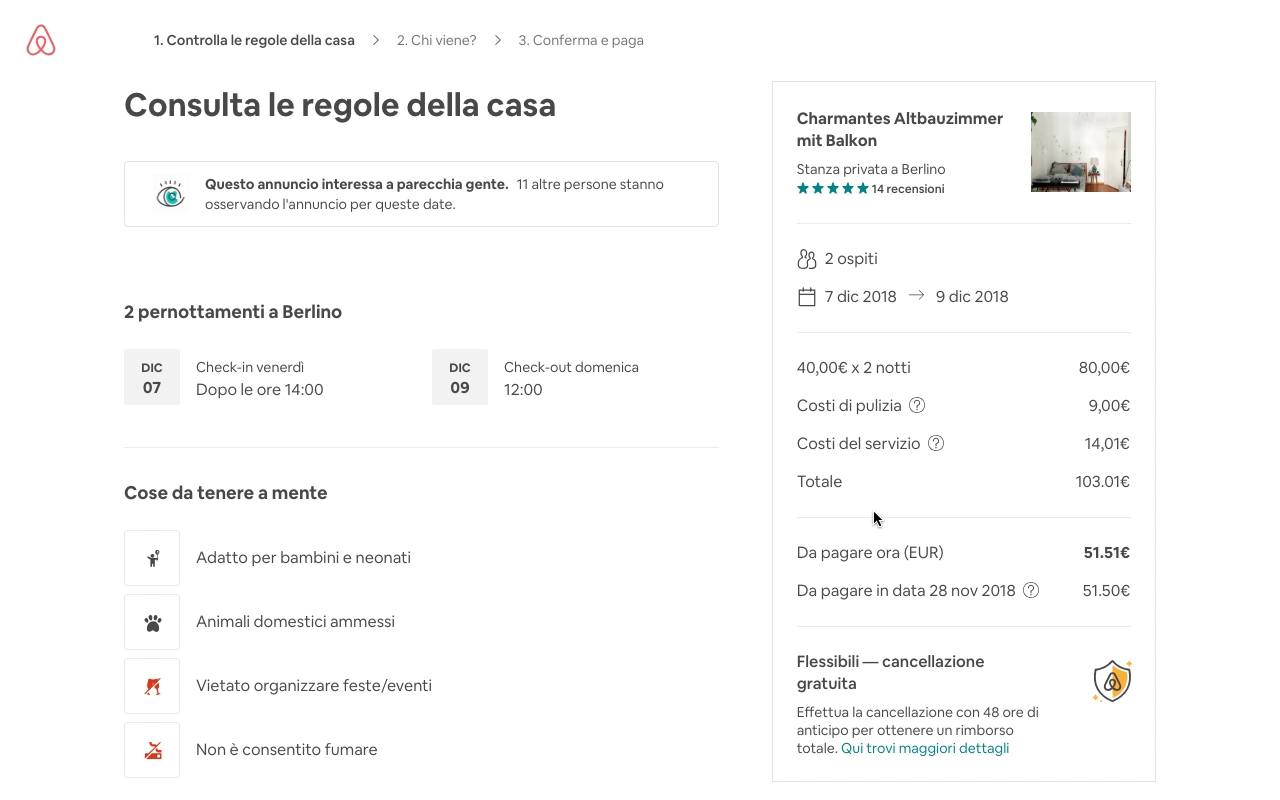 1. Controlla le regole della casa
2. Chi viene?
3. Conferma e paga
Consulta le regole della casa
Questo annuncio interessa a parecchia gente. 11 altre persone stanno
osservando l'annuncio per queste date.
2 pernottamenti a Berlino
DIC
07
Check-in venerdì
Dopo le ore 14:00
DIC
09
Check-out domenica
12:00
Cose da tenere a mente
Adatto per bambini e neonati
Animali domestici ammessi
Vietato organizzare feste/eventi
Non è consentito fumare
Charmantes Altbauzimmer
mit Balkon
Stanza privata a Berlino
14 recensioni
2 ospiti
7 dic 2018 → 9 dic 2018
40,00€ x 2 notti 80,00€
Costi di pulizia 9,00€
Costi del servizio 14,01€
Totale 103.01€
Da pagare ora (EUR) 51.51€
Da pagare in data 28 nov 2018 51.50€
Flessibili — cancellazione
gratuita
Effettua la cancellazione con 48 ore di
anticipo per ottenere un rimborso
totale. Qui trovi maggiori dettagli